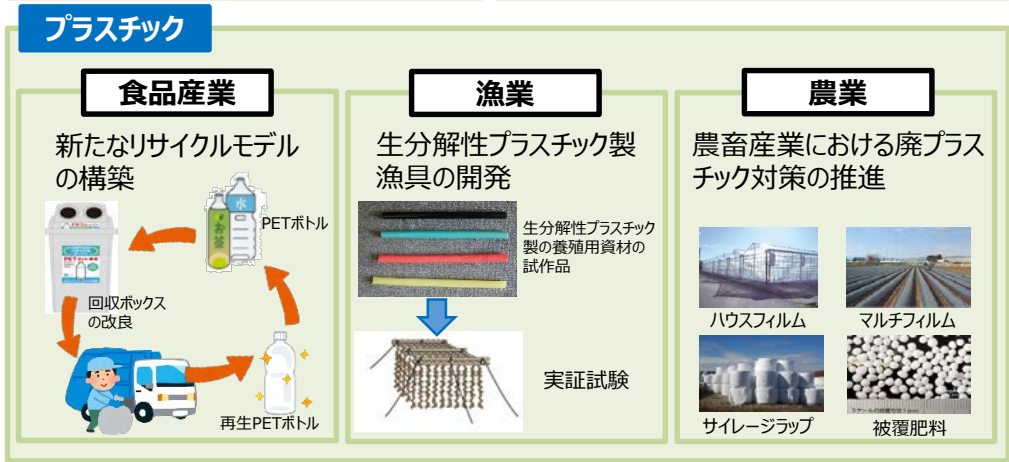 プラスチック
食品産業
新たなリサイクルモデル
の構築
水
お茶
PETボトル
回収ボックス
の改良
再生PETボトル
漁業
生分解性プラスチック製
漁具の開発
生分解性プラスチック
製の養殖用資材の
試作品
実証試験
農業
農畜産業における廃プラス
チック対策の推進
ハウスフィルム
マルチフィルム
サイレージラップ
被覆肥料